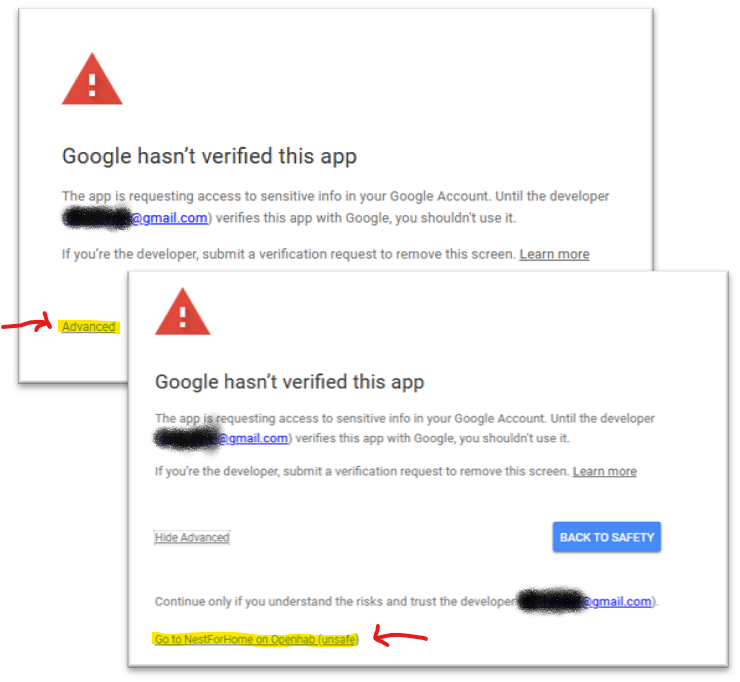 Google hasn't verified this app
The app is requesting access to sensitive info in your Google Account. Until the developer
@gmail.com) verifies this app with Google, you shouldn't use it.
If you're the developer, submit a verification request to remove this screen. Learn more
Advanced
Google hasn't verified this app
The app is requesting access to sensitive info in your Google Account. Until the developer
@gmail.com) verifies this app with Google, you shouldn't use it.
If you're the developer, submit a verification request to remove this screen. Learn more
Hide Advanced BACK TO SAFETY
Continue only if you understand the risks and trust the developer @gmail.com).
Go to NestForHome on Openhab (unsafe)